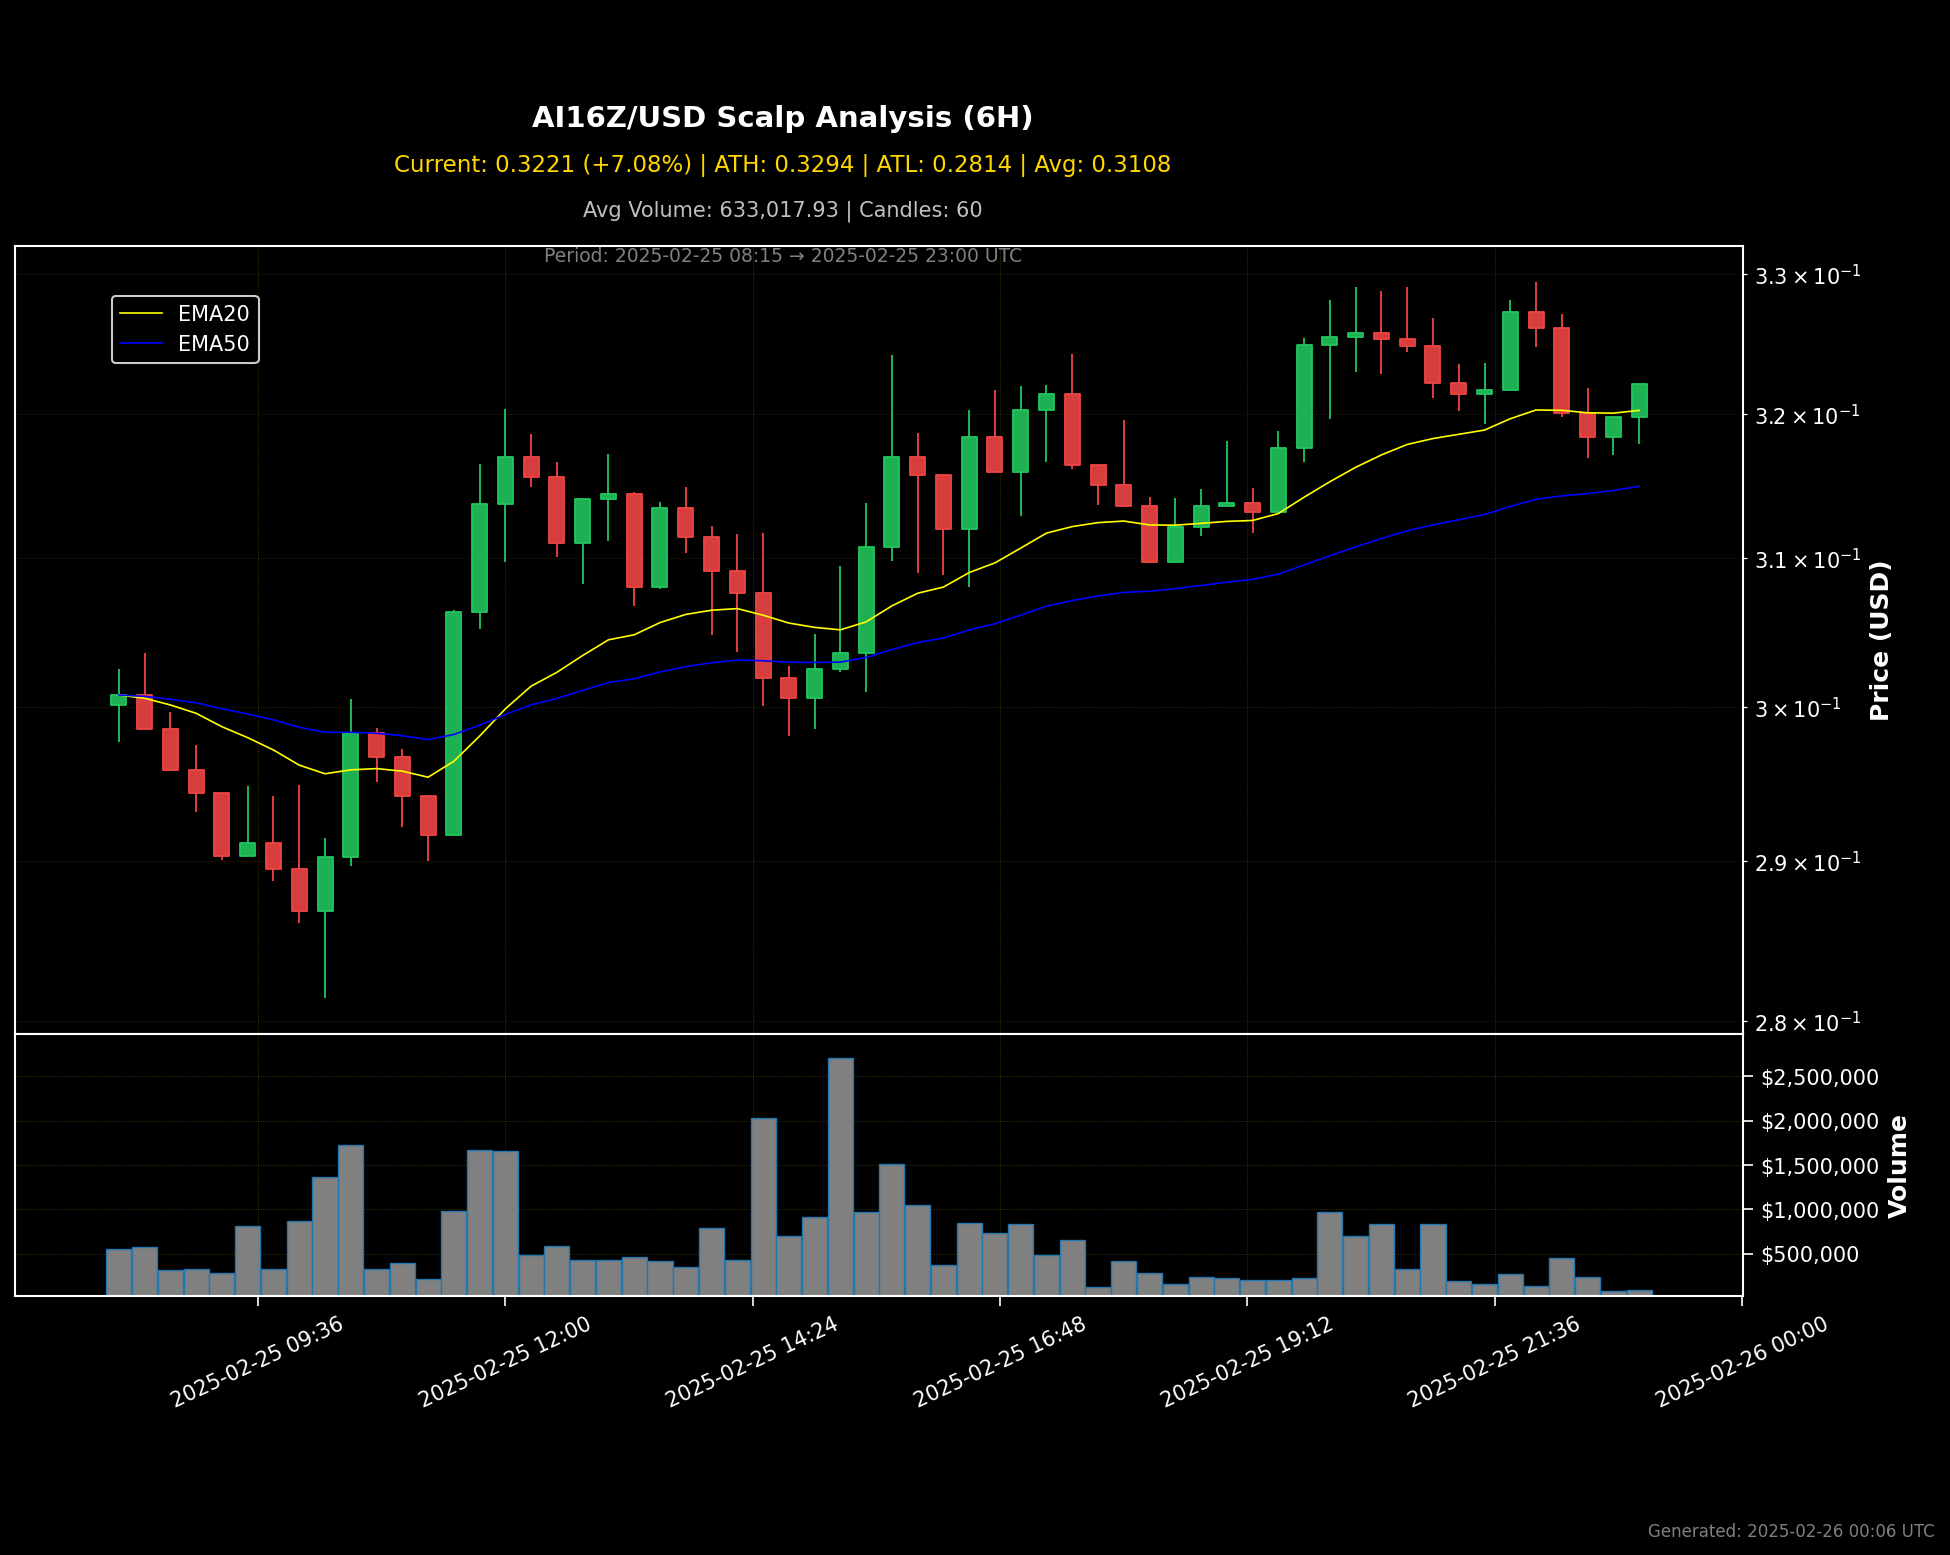 AI16Z/USD Scalp Analysis (6H)
Current: 0.3221 (+7.08%) | ATH: 0.3294 | ATL: 0.2814 | Avg: 0.3108
Avg Volume: 633,017.93 | Candles: 60
Period: 2025-02-25 08:15 → 2025-02-25 23:00 UTC
EMA20
EMA50
3.3 × 10⁻¹
3.2 × 10⁻¹
3.1 × 10⁻¹
3 × 10⁻¹
2.9 × 10⁻¹
2.8 × 10⁻¹
Price (USD)
$2,500,000
$2,000,000
$1,500,000
$1,000,000
$500,000
Volume
2025-02-25 09:36
2025-02-25 12:00
2025-02-25 14:24
2025-02-25 16:48
2025-02-25 19:12
2025-02-25 21:36
2025-02-26 00:00
Generated: 2025-02-26 00:06 UTC